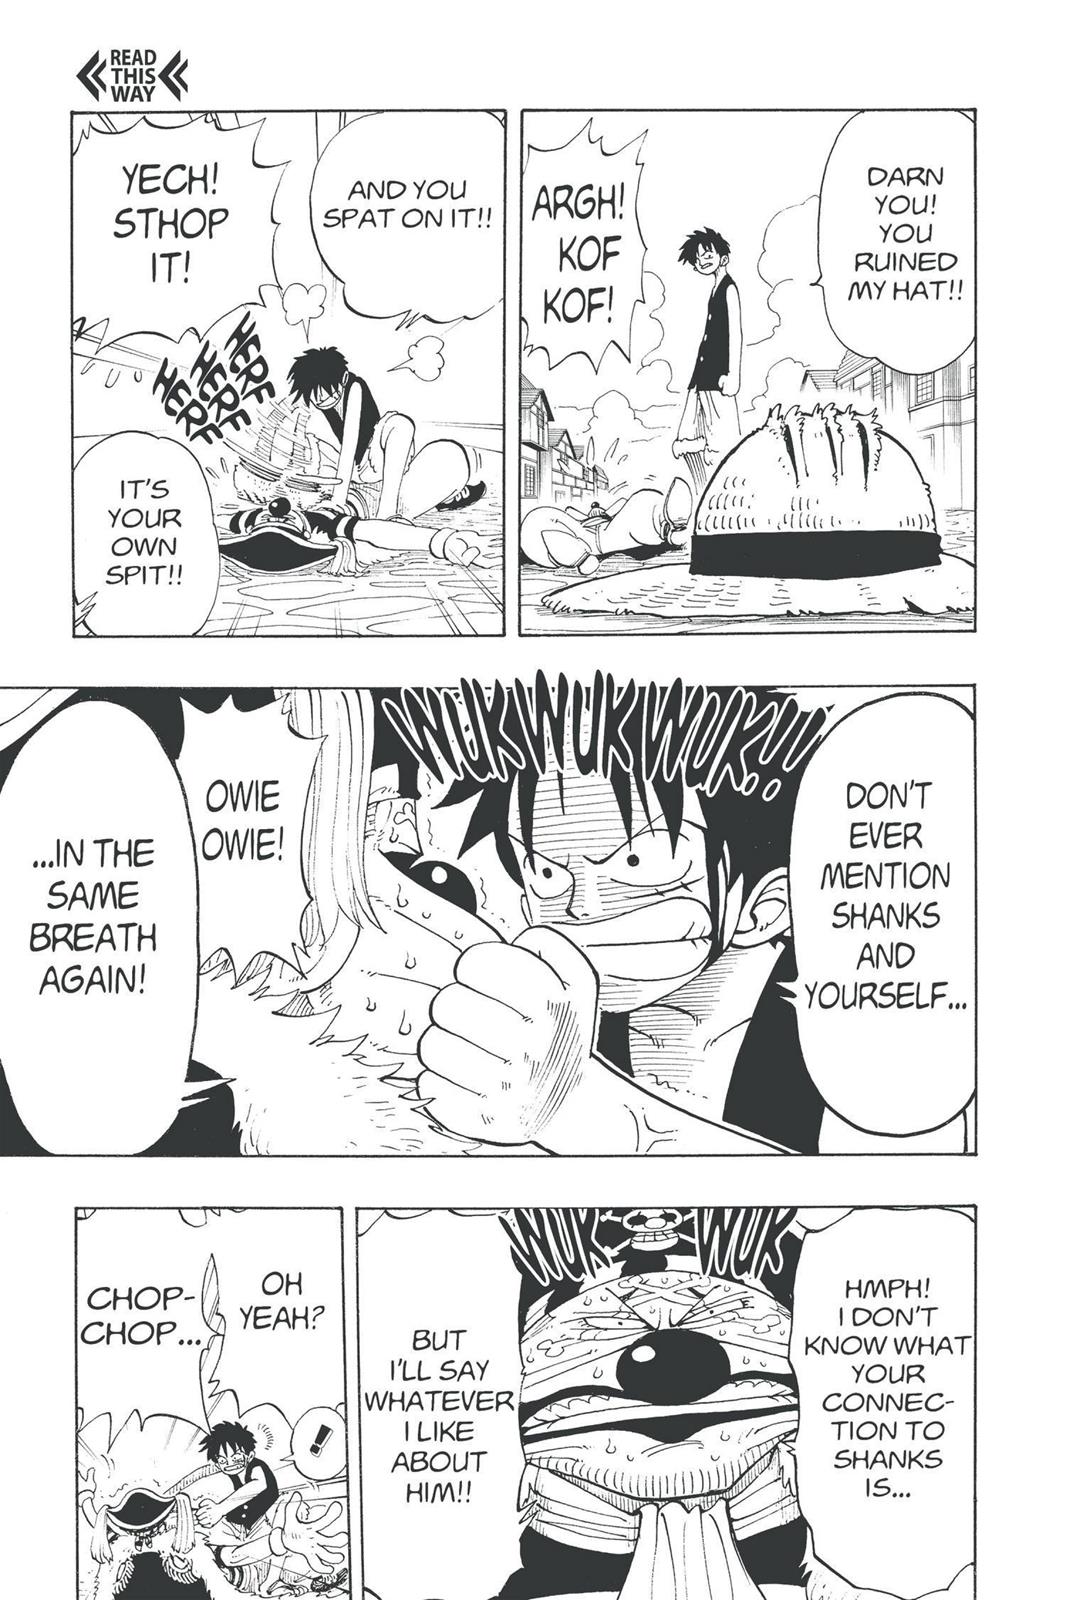 READ
THIS
WAY
DARN
YOU!
YOU
RUINED
MY HAT!!
ARGH!
KOF
KOF!
AND YOU
SPAT ON IT!!
YECH!
STHOP
IT!
HERE
HERE
HERE
IT'S
YOUR
OWN
SPIT!!
DON'T
EVER
MENTION
SHANKS
AND
YOURSELF...
WUK WUK WUK!!
OWIE
OWIE!
...IN THE
SAME
BREATH
AGAIN!
HMPH!
I DON'T
KNOW WHAT
YOUR
CONNEC-
TION TO
SHANKS
IS...
WUK WUK
BUT
I'LL SAY
WHATEVER
I LIKE
ABOUT
HIM!!
OH
YEAH?
CHOP-
CHOP...
!